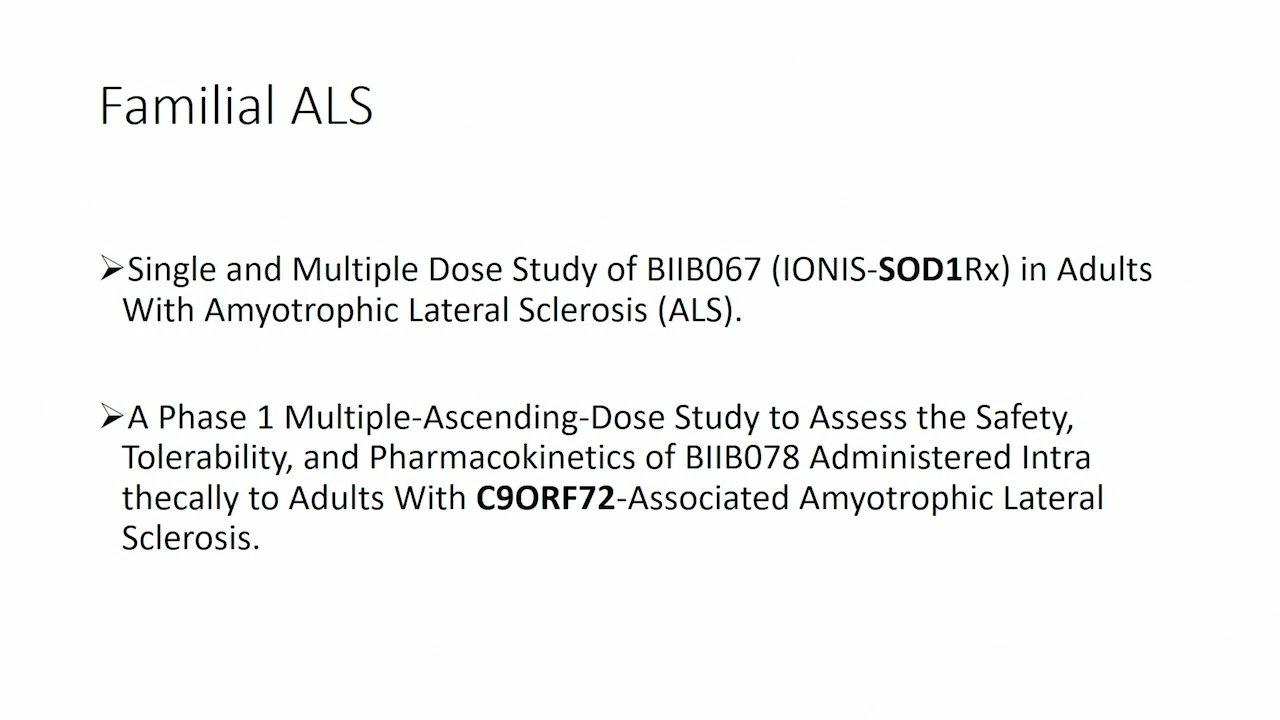 Familial ALS
➢Single and Multiple Dose Study of BIIB067 (IONIS-SOD1Rx) in Adults
With Amyotrophic Lateral Sclerosis (ALS).
➢A Phase 1 Multiple-Ascending-Dose Study to Assess the Safety,
Tolerability, and Pharmacokinetics of BIIB078 Administered Intra
thecally to Adults With C9ORF72-Associated Amyotrophic Lateral
Sclerosis.